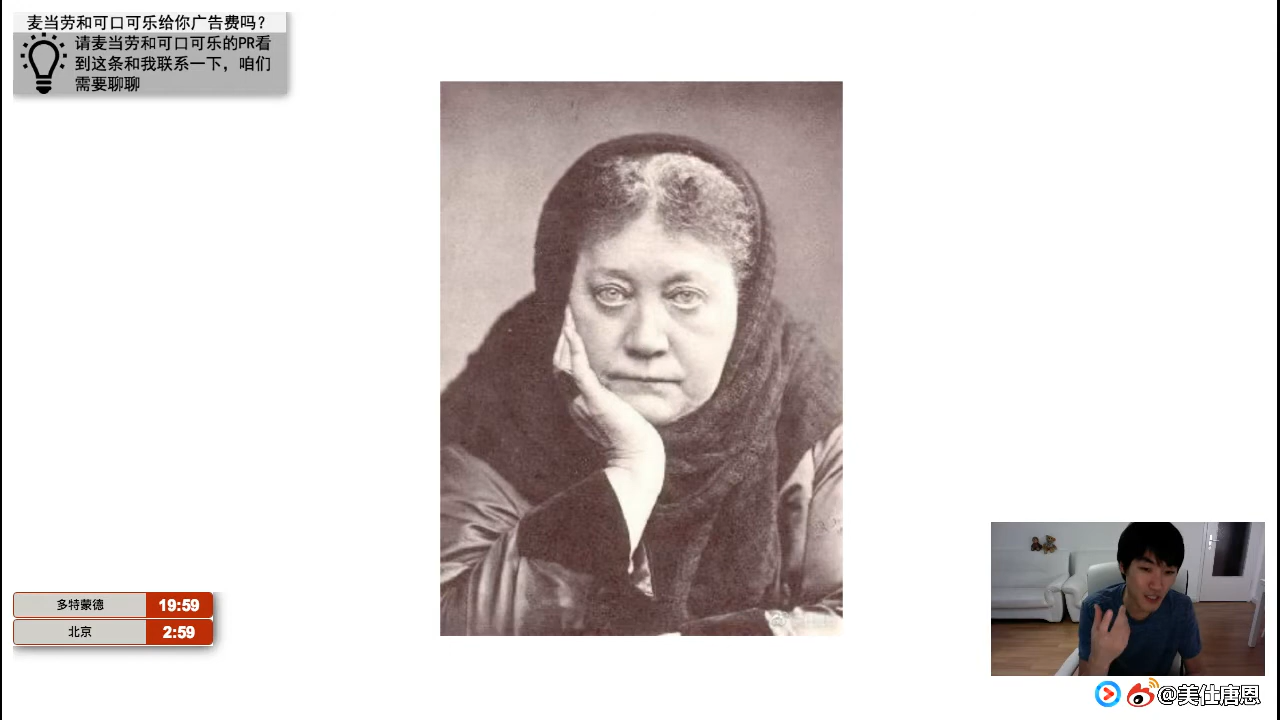 麦当劳和可口可乐给你广告费吗？
请麦当劳和可口可乐的PR看
到这条和我联系一下，咱们
需要聊聊
多特蒙德 19:59
北京 2:59
@美仕唐恩